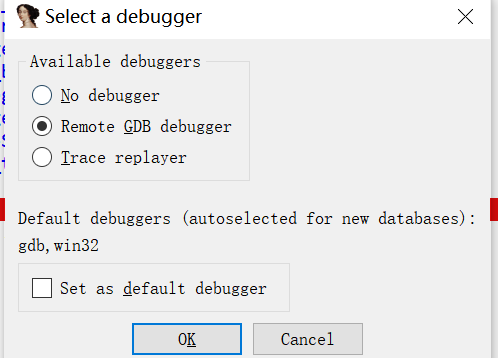 Select a debugger
Available debuggers
No debugger
Remote GDB debugger
Trace replayer
Default debuggers (autoselected for new databases):
gdb,win32
Set as default debugger
OK
Cancel